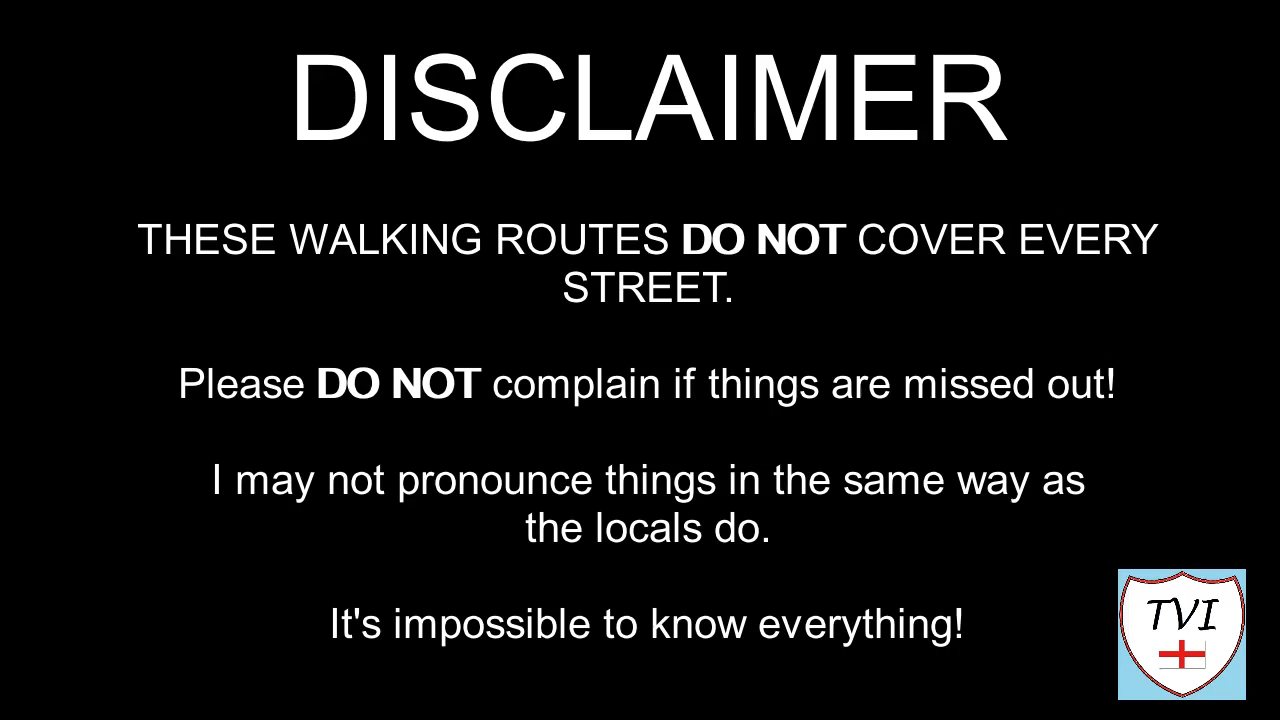 DISCLAIMER
THESE WALKING ROUTES DO NOT COVER EVERY
STREET.
Please DO NOT complain if things are missed out!
I may not pronounce things in the same way as
the locals do.
It's impossible to know everything!
TVI